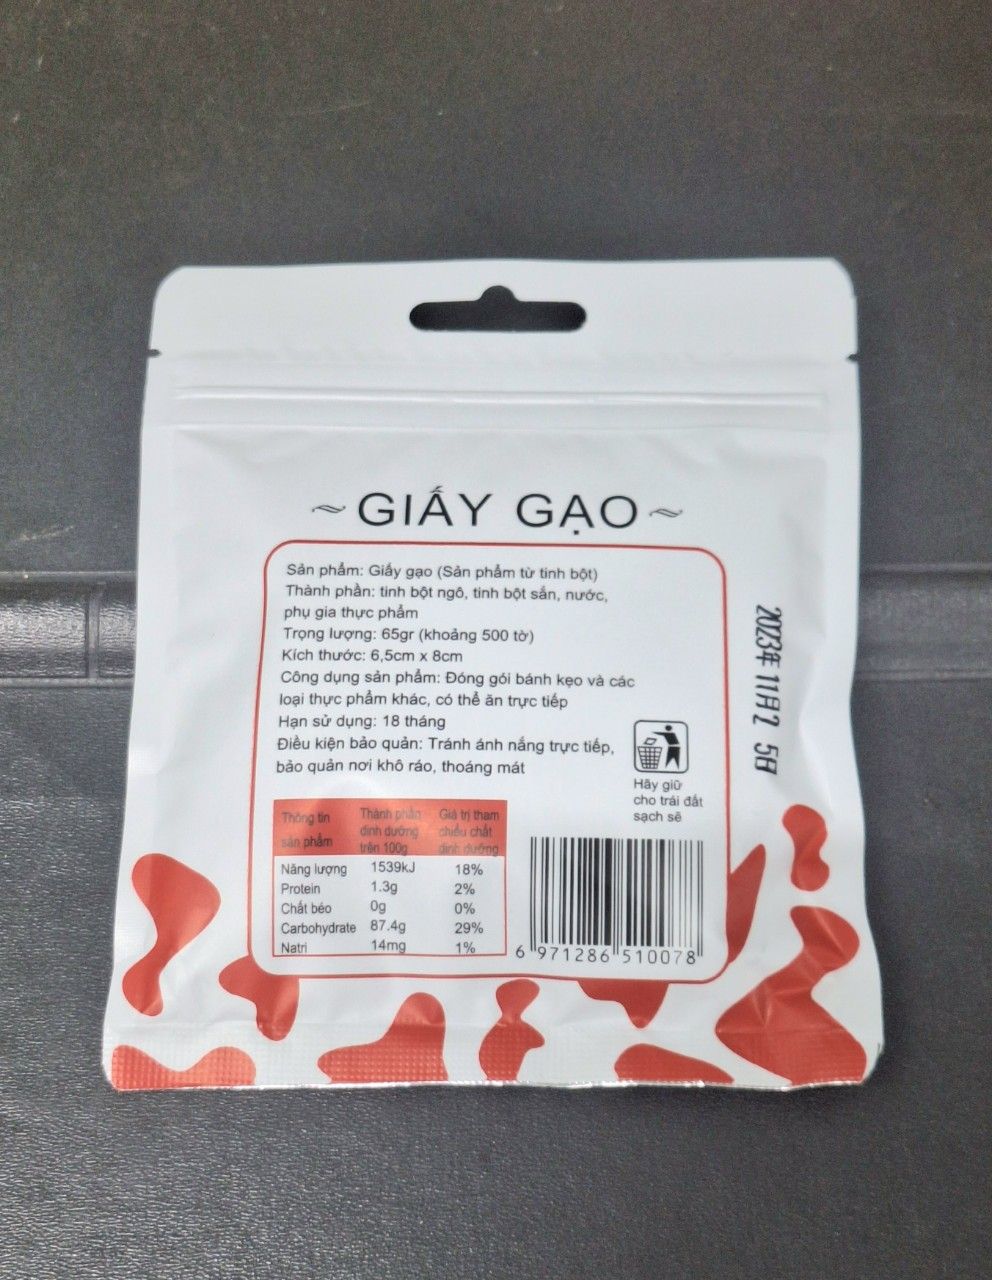 ~ GIẤY GẠO ~
Sản phẩm: Giấy gạo (Sản phẩm từ tinh bột)
Thành phần: tinh bột ngô, tinh bột sắn, nước,
phụ gia thực phẩm
Trọng lượng: 65gr (khoảng 500 tờ)
Kích thước: 6,5cm x 8cm
Công dụng sản phẩm: Đóng gói bánh kẹo và các
loại thực phẩm khác, có thể ăn trực tiếp
Hạn sử dụng: 18 tháng
Điều kiện bảo quản: Tránh ánh nắng trực tiếp,
bảo quản nơi khô ráo, thoáng mát
Hãy giữ
cho trái đất
sạch sẽ
2023年11月25日
Thông tin sản phẩm Thành phần dinh dưỡng trên 100g Giá trị tham chiếu chất dinh dưỡng
Năng lượng 1539kJ 18%
Protein 1.3g 2%
Chất béo 0g 0%
Carbohydrate 87.4g 29%
Natri 14mg 1%
6 971286 510078